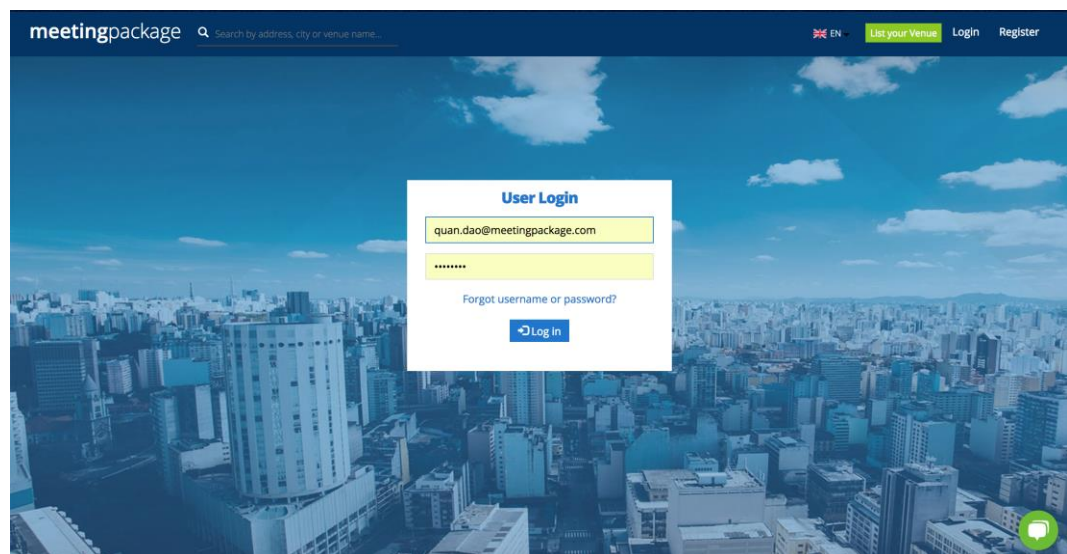 meetingpackage
Search by address, city or venue name...
EN
List your Venue
Login
Register
User Login
quan.dao@meetingpackage.com
••••••••
Forgot username or password?
Log in